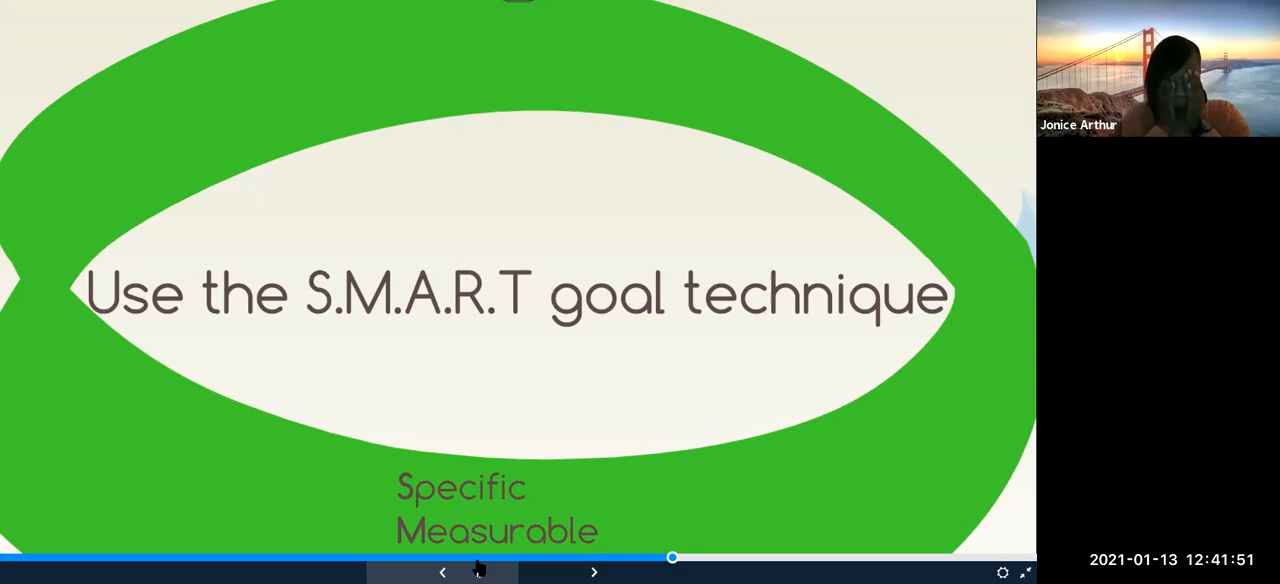 Use the S.M.A.R.T goal technique
Specific
Measurable
Jonice Arthur
2021-01-13 12:41:51